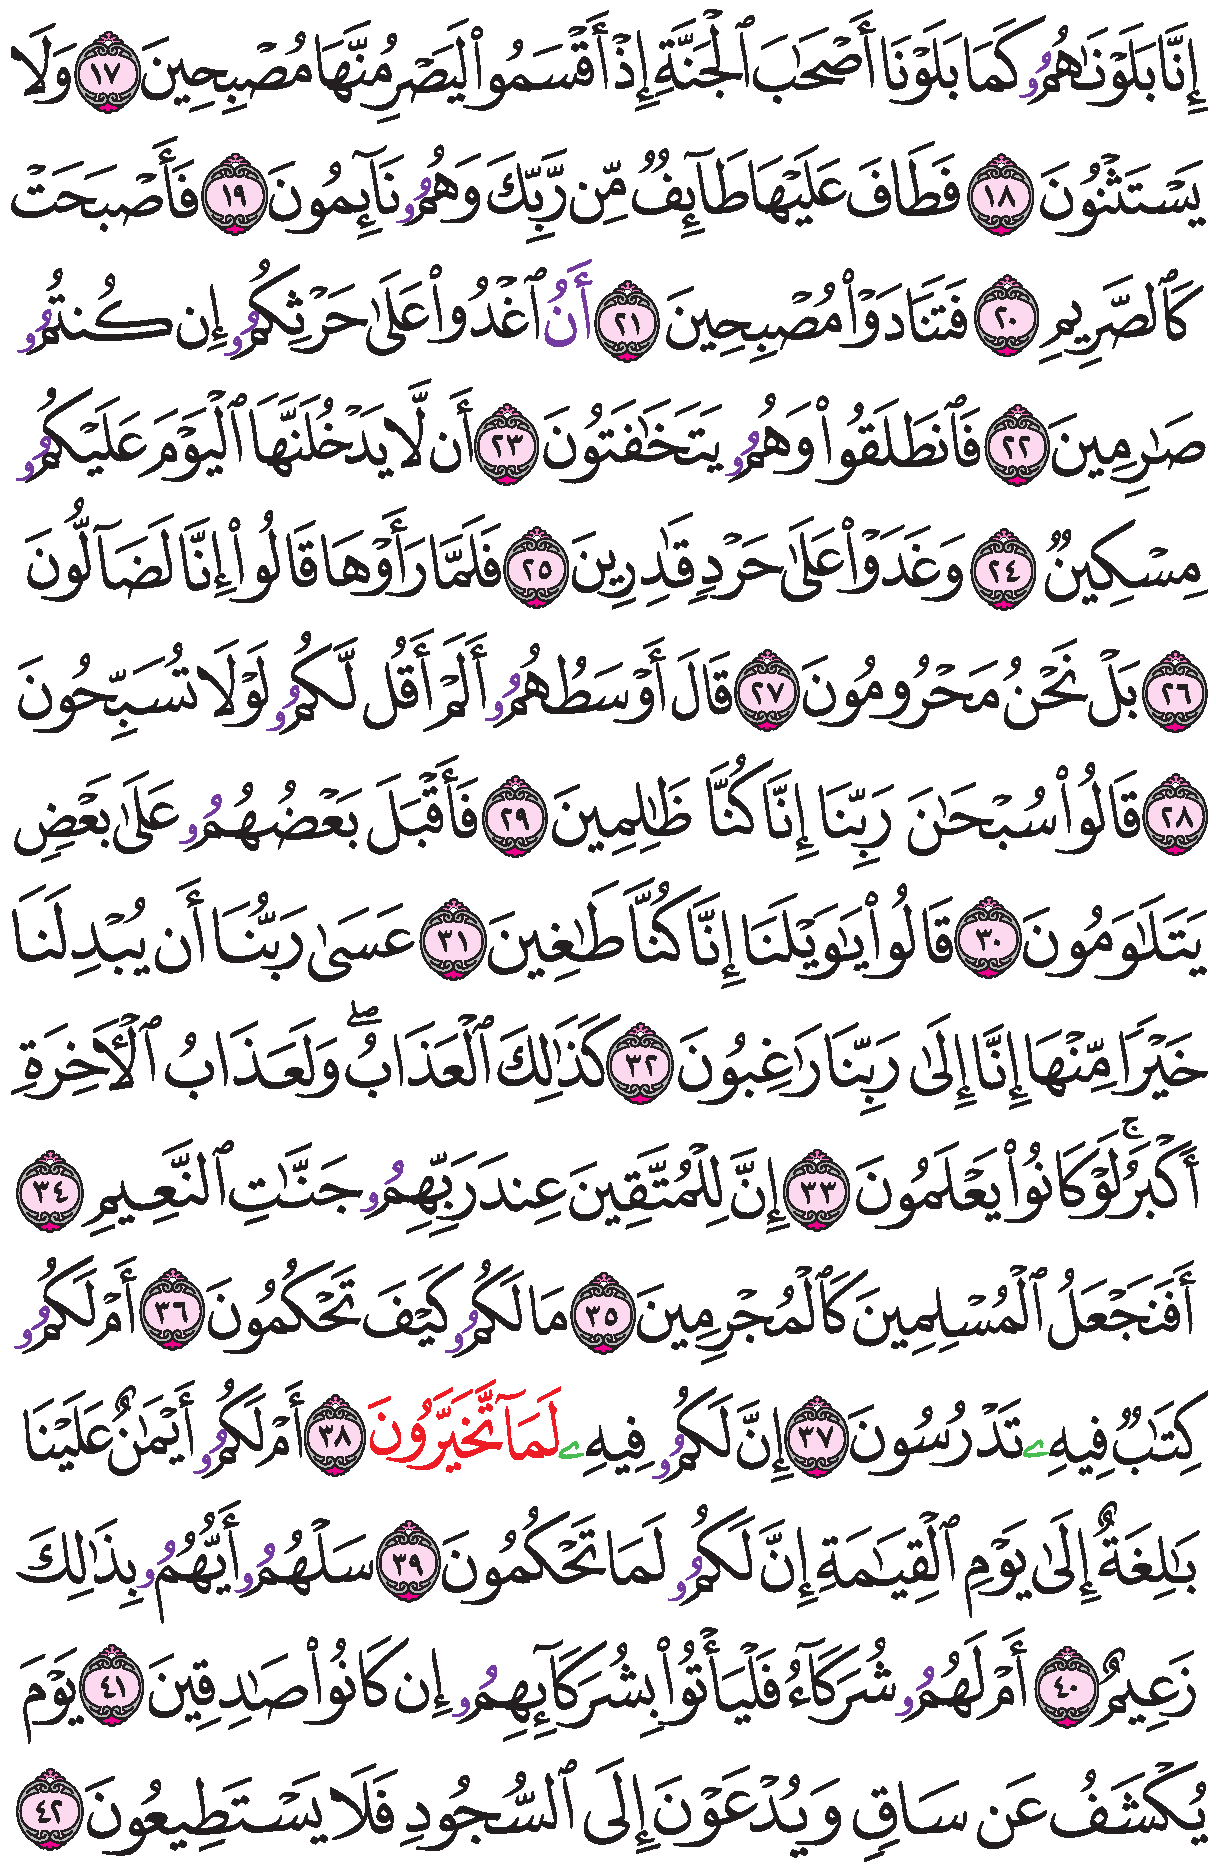 إِنَّا بَلَوْنَٰهُمُۥ كَمَا بَلَوْنَا أَصْحَٰبَ ٱلْجَنَّةِ إِذْ أَقْسَمُوا۟ لَيَصْرِمُنَّهَا مُصْبِحِينَ ١٧ وَلَا
يَسْتَثْنُونَ ١٨ فَطَافَ عَلَيْهَا طَآئِفٌ مِّن رَّبِّكَ وَهُمُۥ نَآئِمُونَ ١٩ فَأَصْبَحَتْ
كَٱلصَّرِيمِ ٢٠ فَتَنَادَوْا۟ مُصْبِحِينَ ٢١ أَنُ ٱغْدُوا۟ عَلَىٰ حَرْثِكُمُۥ إِن كُنتُمُۥ
صَٰرِمِينَ ٢٢ فَٱنطَلَقُوا۟ وَهُمُۥ يَتَخَٰفَتُونَ ٢٣ أَن لَّا يَدْخُلَنَّهَا ٱلْيَوْمَ عَلَيْكُمُۥ
مِسْكِينٌ ٢٤ وَغَدَوْا۟ عَلَىٰ حَرْدٍ قَٰدِرِينَ ٢٥ فَلَمَّا رَأَوْهَا قَالُوا۟ إِنَّا لَضَآلُّونَ
٢٦ بَلْ نَحْنُ مَحْرُومُونَ ٢٧ قَالَ أَوْسَطُهُمُۥ أَلَمْ أَقُل لَّكُمُۥ لَوْلَا تُسَبِّحُونَ
٢٨ قَالُوا۟ سُبْحَٰنَ رَبِّنَا إِنَّا كُنَّا ظَٰلِمِينَ ٢٩ فَأَقْبَلَ بَعْضُهُمُۥ عَلَىٰ بَعْضٍ
يَتَلَٰوَمُونَ ٣٠ قَالُوا۟ يَٰوَيْلَنَا إِنَّا كُنَّا طَٰغِينَ ٣١ عَسَىٰ رَبُّنَا أَن يُبْدِلَنَا
خَيْرًا مِّنْهَا إِنَّا إِلَىٰ رَبِّنَا رَٰغِبُونَ ٣٢ كَذَٰلِكَ ٱلْعَذَابُ ۖ وَلَعَذَابُ ٱلْأَخِرَةِ
أَكْبَرُ ۚ لَوْ كَانُوا۟ يَعْلَمُونَ ٣٣ إِنَّ لِلْمُتَّقِينَ عِندَ رَبِّهِمُۥ جَنَّٰتِ ٱلنَّعِيمِ ٣٤
أَفَنَجْعَلُ ٱلْمُسْلِمِينَ كَٱلْمُجْرِمِينَ ٣٥ مَا لَكُمُۥ كَيْفَ تَحْكُمُونَ ٣٦ أَمْ لَكُمُۥ
كِتَٰبٌ فِيهِۦ تَدْرُسُونَ ٣٧ إِنَّ لَكُمُۥ فِيهِۦ لَمَآ تَّخَيَّرُونَ ٣٨ أَمْ لَكُمُۥ أَيْمَٰنٌ عَلَيْنَا
بَٰلِغَةٌ إِلَىٰ يَوْمِ ٱلْقِيَٰمَةِ إِنَّ لَكُمُۥ لَمَا تَحْكُمُونَ ٣٩ سَلْهُمُۥ أَيُّهُمُۥ بِذَٰلِكَ
زَعِيمٌ ٤٠ أَمْ لَهُمُۥ شُرَكَآءُ فَلْيَأْتُوا۟ بِشُرَكَآئِهِمُۥ إِن كَانُوا۟ صَٰدِقِينَ ٤١ يَوْمَ
يُكْشَفُ عَن سَاقٍ وَيُدْعَوْنَ إِلَى ٱلسُّجُودِ فَلَا يَسْتَطِيعُونَ ٤٢